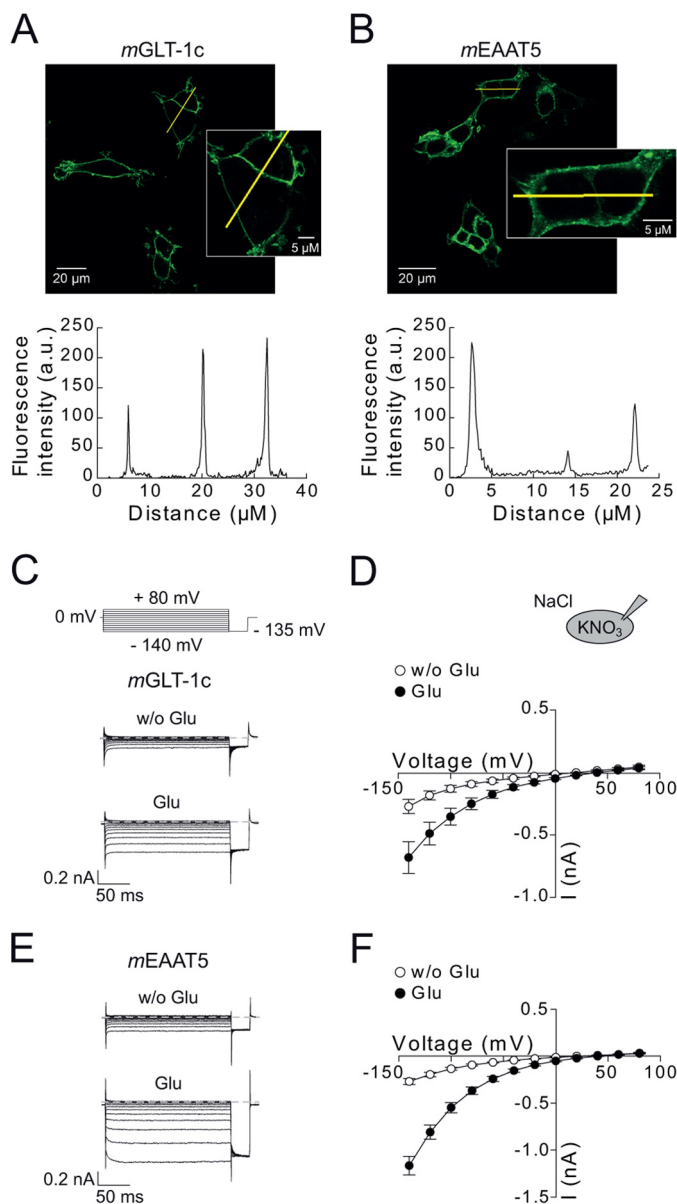 A
B
mGLT-1c
mEAAT5
5 µM
5 µM
20 µm
20 µm
Fluorescence intensity (a.u.)
250
200
150
100
50
0
0
10
20
30
40
Distance (µM)
Fluorescence intensity (a.u.)
250
200
150
100
50
0
0
5
10
15
20
25
Distance (µM)
C
+ 80 mV
0 mV
- 135 mV
- 140 mV
mGLT-1c
w/o Glu
Glu
0.2 nA
50 ms
D
NaCl
KNO3
w/o Glu
Glu
0.5
Voltage (mV)
-150
50
100
-0.5
-1.0
I (nA)
E
mEAAT5
w/o Glu
Glu
0.2 nA
50 ms
F
w/o Glu
Glu
0.5
Voltage (mV)
-150
50
100
-0.5
-1.0
-1.5
I (nA)